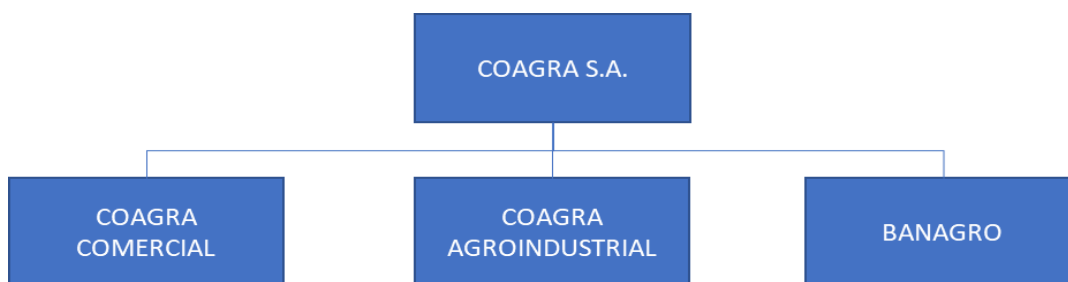 COAGRA S.A.
COAGRA
COMERCIAL
COAGRA
AGROINDUSTRIAL
BANAGRO